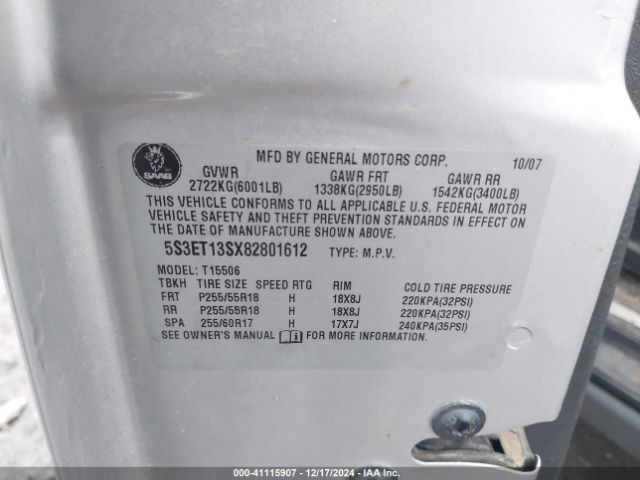 SAAB
MFD BY GENERAL MOTORS CORP. 10/07
GVWR GAWR FRT GAWR RR
2722KG(6001LB) 1338KG(2950LB) 1542KG(3400LB)
THIS VEHICLE CONFORMS TO ALL APPLICABLE U.S. FEDERAL MOTOR
VEHICLE SAFETY AND THEFT PREVENTION STANDARDS IN EFFECT ON
THE DATE OF MANUFACTURE SHOWN ABOVE.
5S3ET13SX82801612 TYPE: M.P.V.
MODEL: T15506
TBKH TIRE SIZE SPEED RTG RIM COLD TIRE PRESSURE
FRT P255/55R18 H 18X8J 220KPA(32PSI)
RR P255/55R18 H 18X8J 220KPA(32PSI)
SPA 255/60R17 H 17X7J 240KPA(35PSI)
SEE OWNER'S MANUAL i FOR MORE INFORMATION.
000-41115907 - 12/17/2024 - IAAI.COM